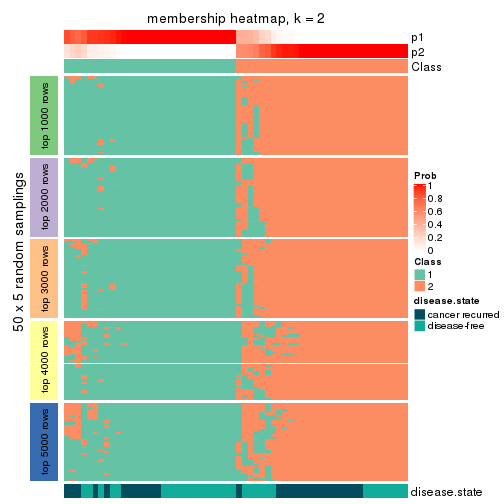 membership heatmap, k = 2
p1
p2
Class
50 x 5 random samplings
top 1000 rows
top 2000 rows
top 3000 rows
top 4000 rows
top 5000 rows
Prob
1
0.8
0.6
0.4
0.2
0
Class
1
2
disease.state
cancer recurred
disease-free
disease.state